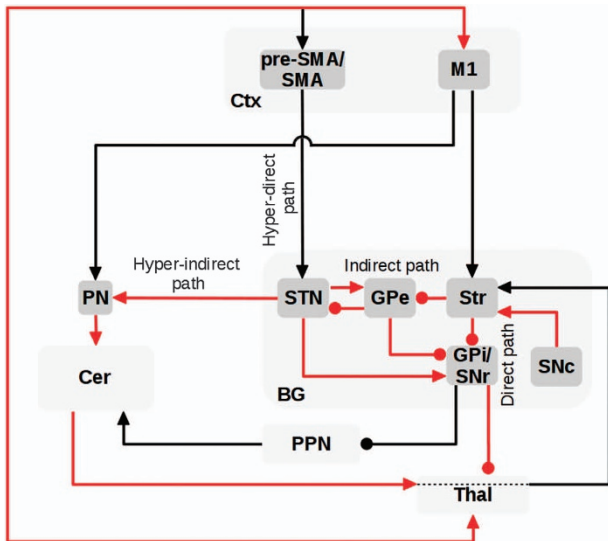 pre-SMA/
SMA
M1
Ctx
Hyper-direct
path
Hyper-indirect
path
Indirect path
PN
STN
GPe
Str
Cer
GPi/
SNr
Direct path
SNc
BG
PPN
Thal